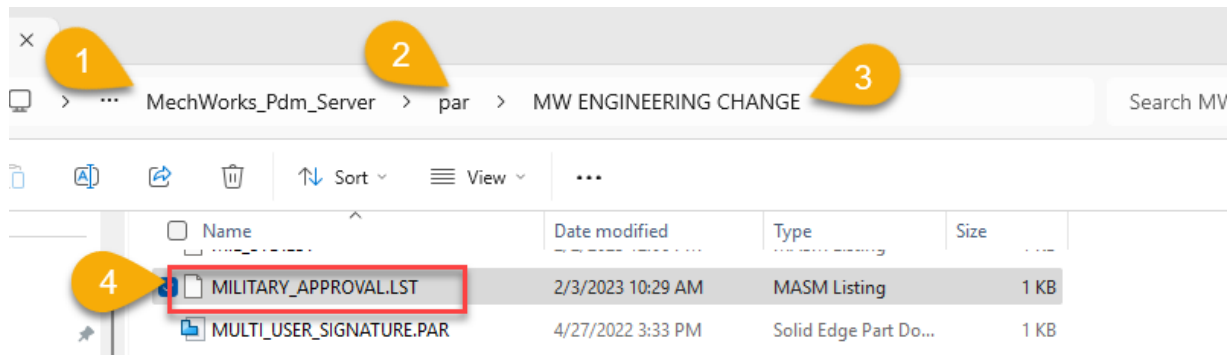 1
2
3
... MechWorks_Pdm_Server > par > MW ENGINEERING CHANGE
Search MW
Sort
View
...
Name Date modified Type Size
4
MILITARY_APPROVAL.LST 2/3/2023 10:29 AM MASM Listing 1 KB
MULTI_USER_SIGNATURE.PAR 4/27/2022 3:33 PM Solid Edge Part Do... 1 KB